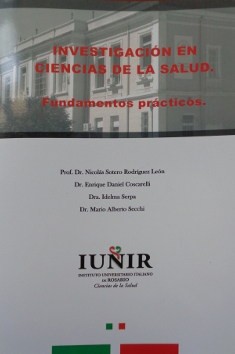 INVESTIGACIÓN EN
CIENCIAS DE LA SALUD.
Fundamentos prácticos.
Prof. Dr. Nicolás Sotero Rodríguez León
Dr. Enrique Daniel Coscarelli
Dra. Idelma Serpa
Dr. Mario Alberto Secchi
IUNIR
INSTITUTO UNIVERSITARIO ITALIANO
DE ROSARIO
Ciencias de la Salud